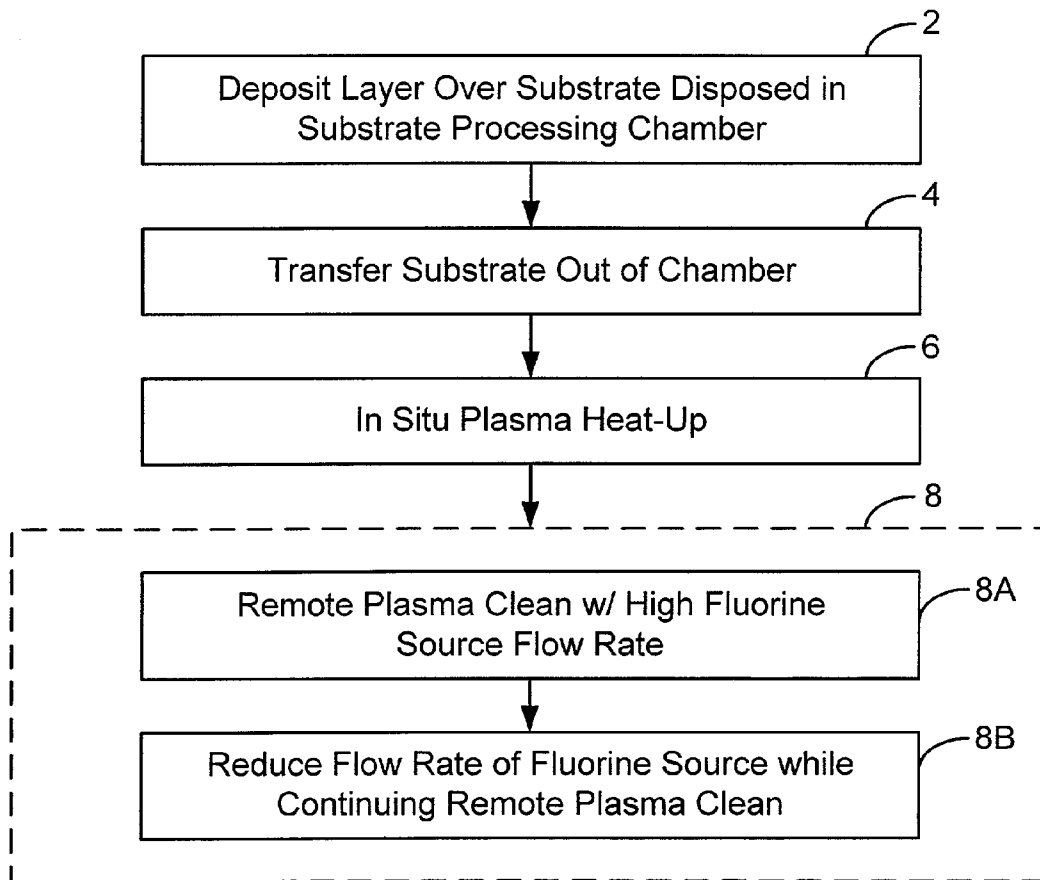 2
Deposit Layer Over Substrate Disposed in
Substrate Processing Chamber
4
Transfer Substrate Out of Chamber
6
In Situ Plasma Heat-Up
8
Remote Plasma Clean w/ High Fluorine
Source Flow Rate
8A
Reduce Flow Rate of Fluorine Source while
Continuing Remote Plasma Clean
8B